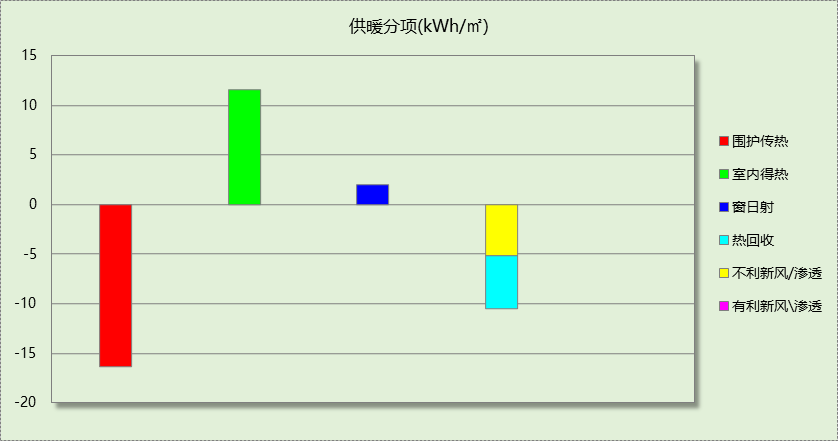 供暖分项(kWh/㎡)
15
10
5
0
-5
-10
-15
-20
围护传热
室内得热
窗日射
热回收
不利新风/渗透
有利新风\渗透